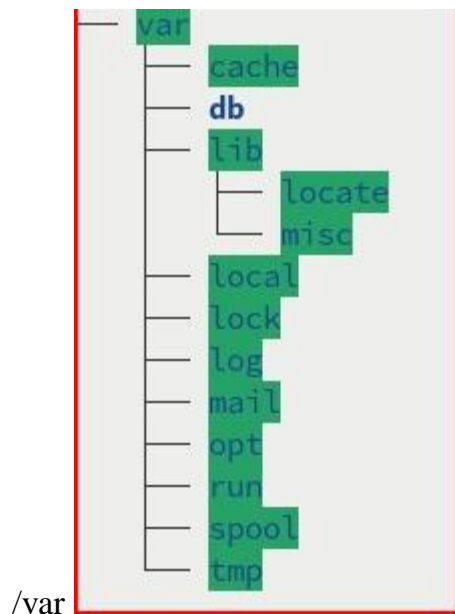 var
cache
db
lib
locate
misc
local
lock
log
mail
opt
run
spool
tmp
/var